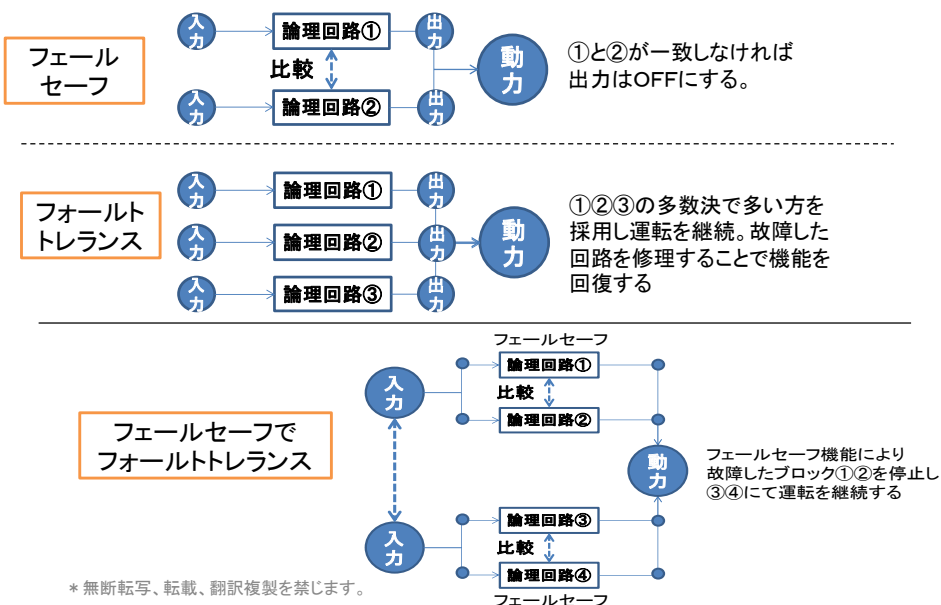 フェール
セーフ
入力
論理回路①
出力
比較
入力
論理回路②
出力
動力
①と②が一致しなければ
出力はOFFにする。
フォールト
トレランス
入力
論理回路①
出力
入力
論理回路②
出力
入力
論理回路③
出力
動力
①②③の多数決で多い方を
採用し運転を継続。故障した
回路を修理することで機能を
回復する
フェールセーフで
フォールトトレランス
フェールセーフ
入力
論理回路①
比較
論理回路②
入力
論理回路③
比較
論理回路④
フェールセーフ
動力
フェールセーフ機能により
故障したブロック①②を停止し
③④にて運転を継続する
*無断転写、転載、翻訳複製を禁じます。